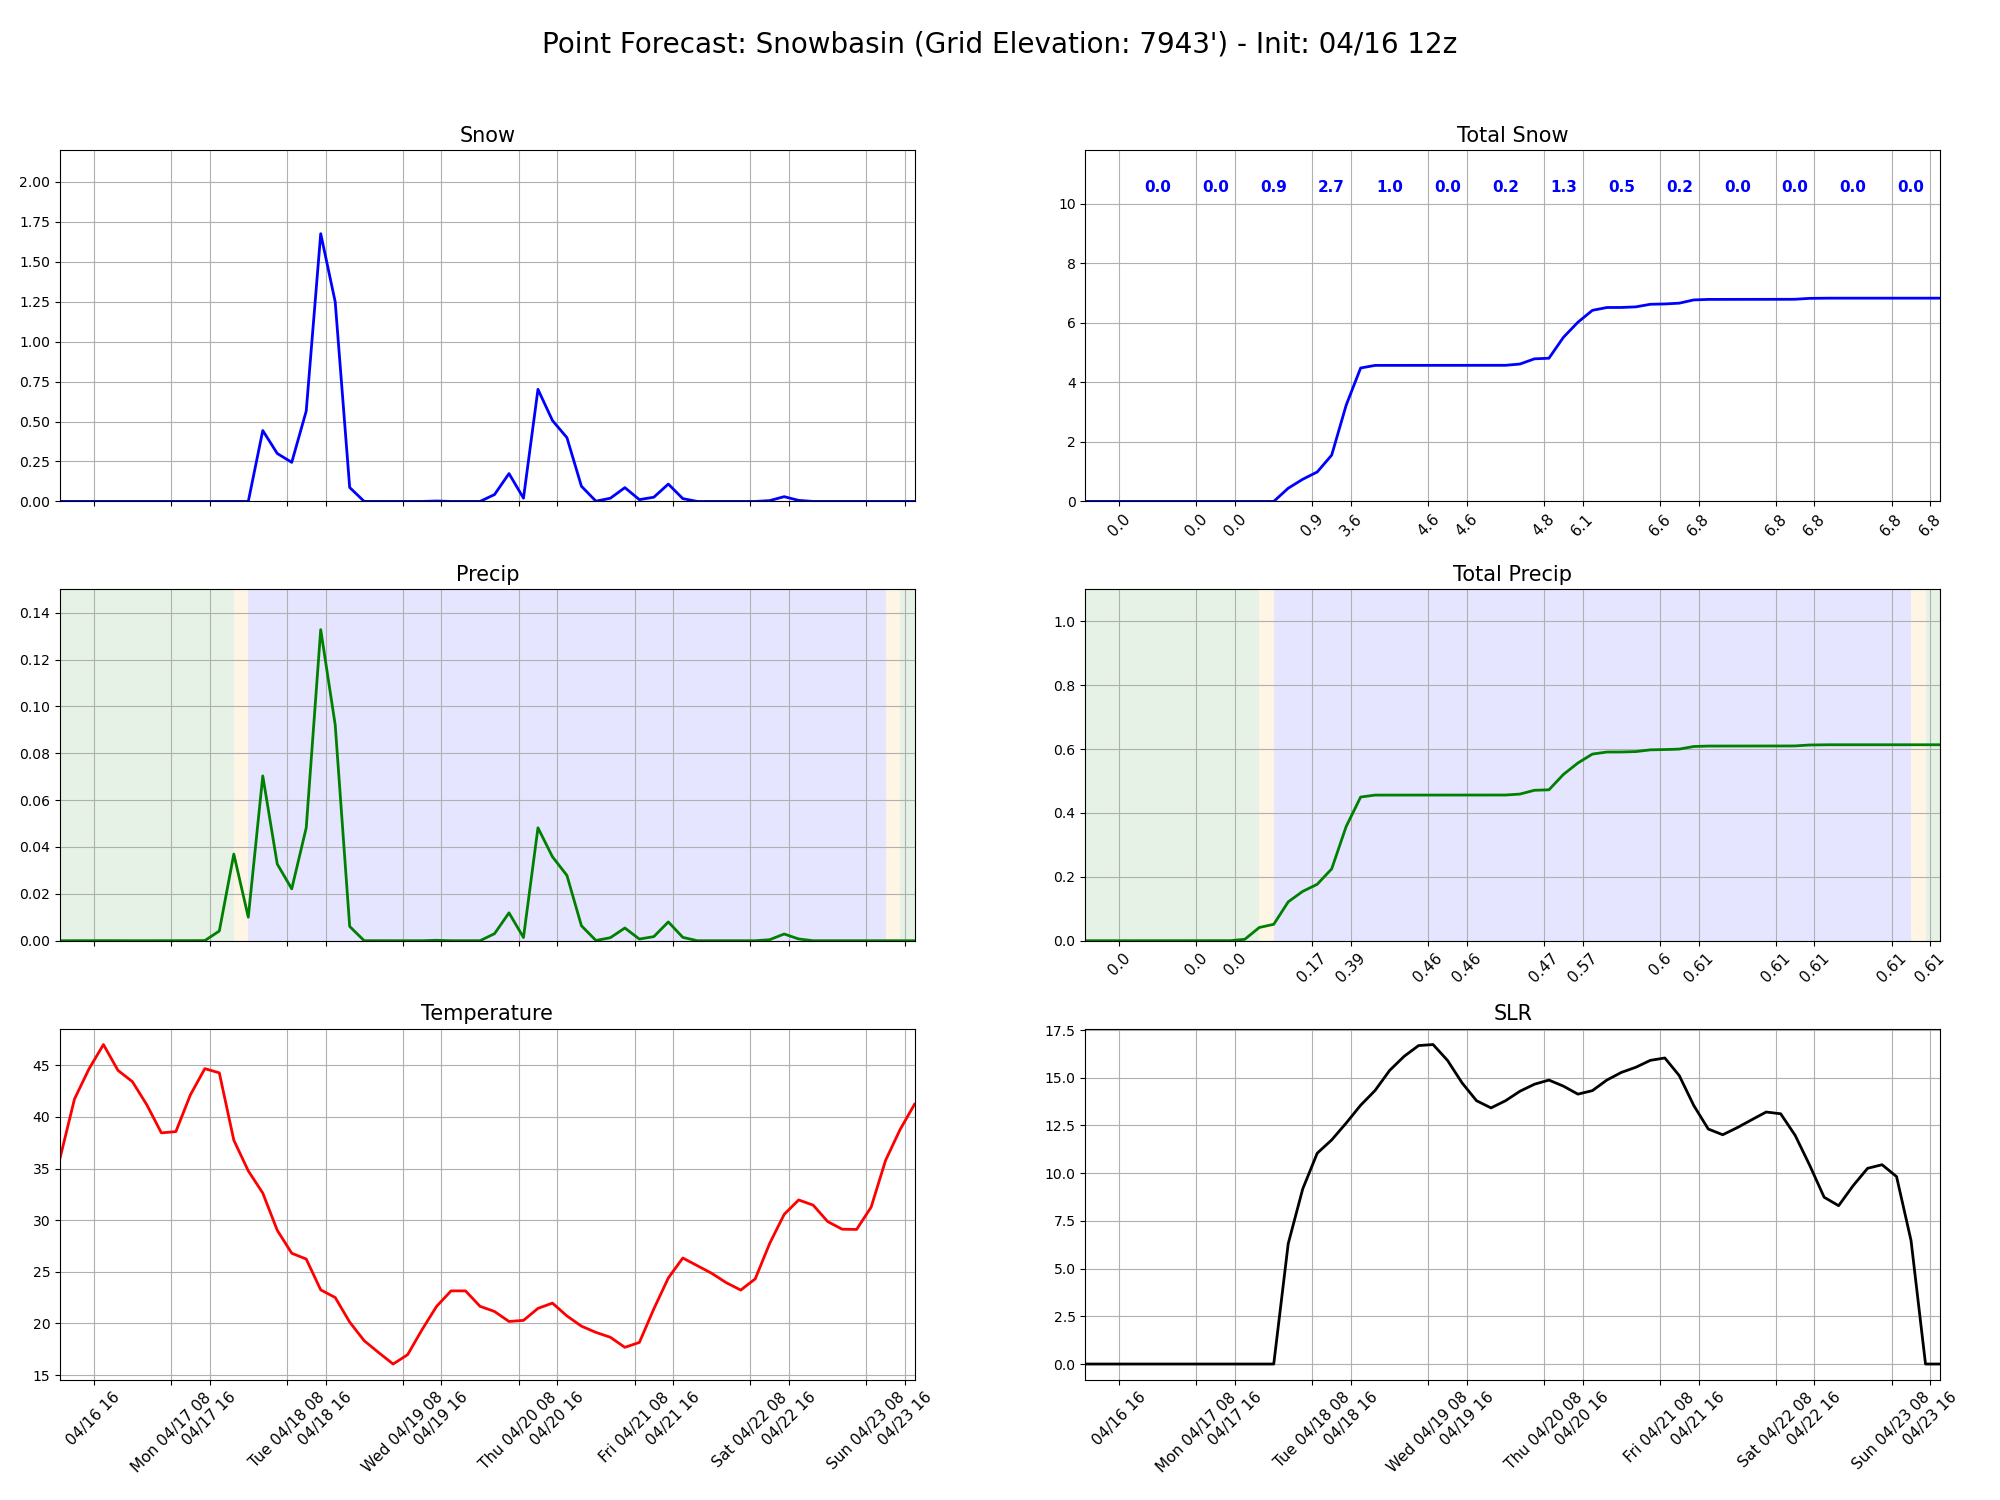 Point Forecast: Snowbasin (Grid Elevation: 7943') - Init: 04/16 12z
Snow
2.00
1.75
1.50
1.25
1.00
0.75
0.50
0.25
0.00
Total Snow
0.0 0.0 0.9 2.7 1.0 0.0 0.2 1.3 0.5 0.2 0.0 0.0 0.0 0.0
10
8
6
4
2
0
0.0 0.0 0.0 0.9 3.6 4.6 4.6 4.8 6.1 6.6 6.8 6.8 6.8 6.8 6.8
Precip
0.14
0.12
0.10
0.08
0.06
0.04
0.02
0.00
Total Precip
1.0
0.8
0.6
0.4
0.2
0.0
0.0 0.0 0.0 0.17 0.39 0.46 0.46 0.47 0.57 0.6 0.61 0.61 0.61 0.61 0.61
Temperature
45
40
35
30
25
20
15
04/16 16
Mon 04/17 08
04/17 16
Tue 04/18 08
04/18 16
Wed 04/19 08
04/19 16
Thu 04/20 08
04/20 16
Fri 04/21 08
04/21 16
Sat 04/22 08
04/22 16
Sun 04/23 08
04/23 16
SLR
17.5
15.0
12.5
10.0
7.5
5.0
2.5
0.0
04/16 16
Mon 04/17 08
04/17 16
Tue 04/18 08
04/18 16
Wed 04/19 08
04/19 16
Thu 04/20 08
04/20 16
Fri 04/21 08
04/21 16
Sat 04/22 08
04/22 16
Sun 04/23 08
04/23 16